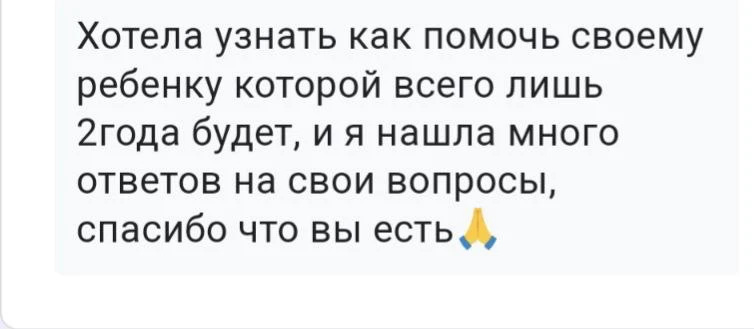 Хотела узнать как помочь своему
ребенку которой всего лишь
2года будет, и я нашла много
ответов на свои вопросы,
спасибо что вы есть🙏